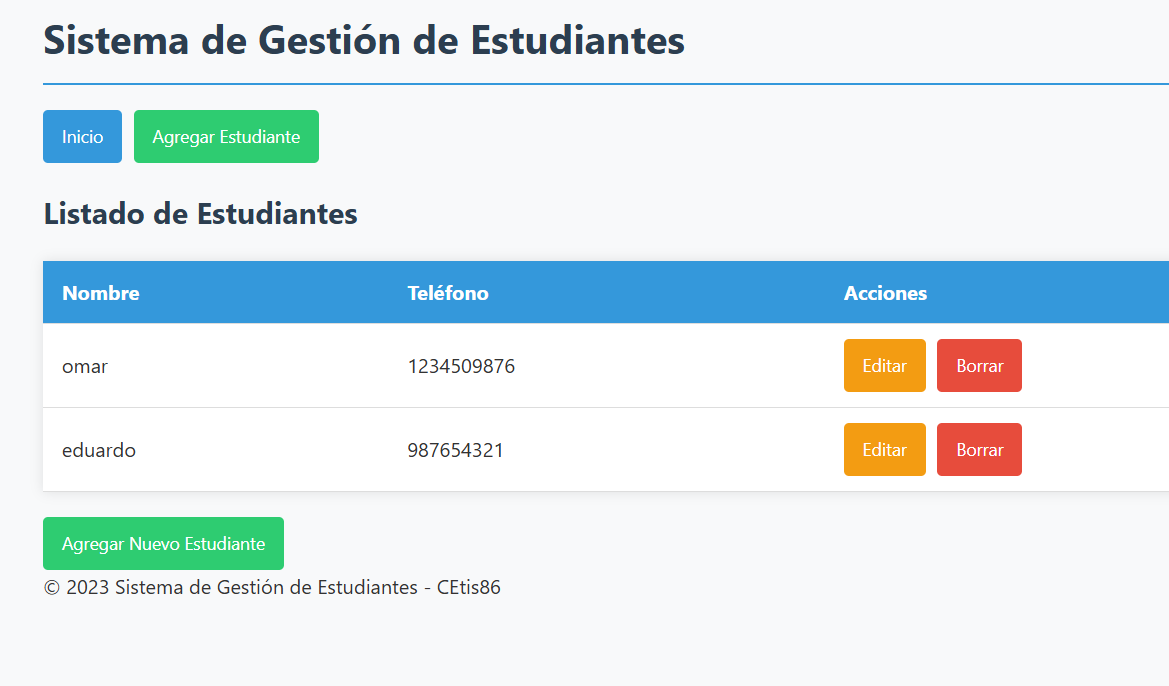 Sistema de Gestión de Estudiantes
Inicio Agregar Estudiante
Listado de Estudiantes
Nombre Teléfono Acciones
omar 1234509876 Editar Borrar
eduardo 987654321 Editar Borrar
Agregar Nuevo Estudiante
© 2023 Sistema de Gestión de Estudiantes - CEtis86